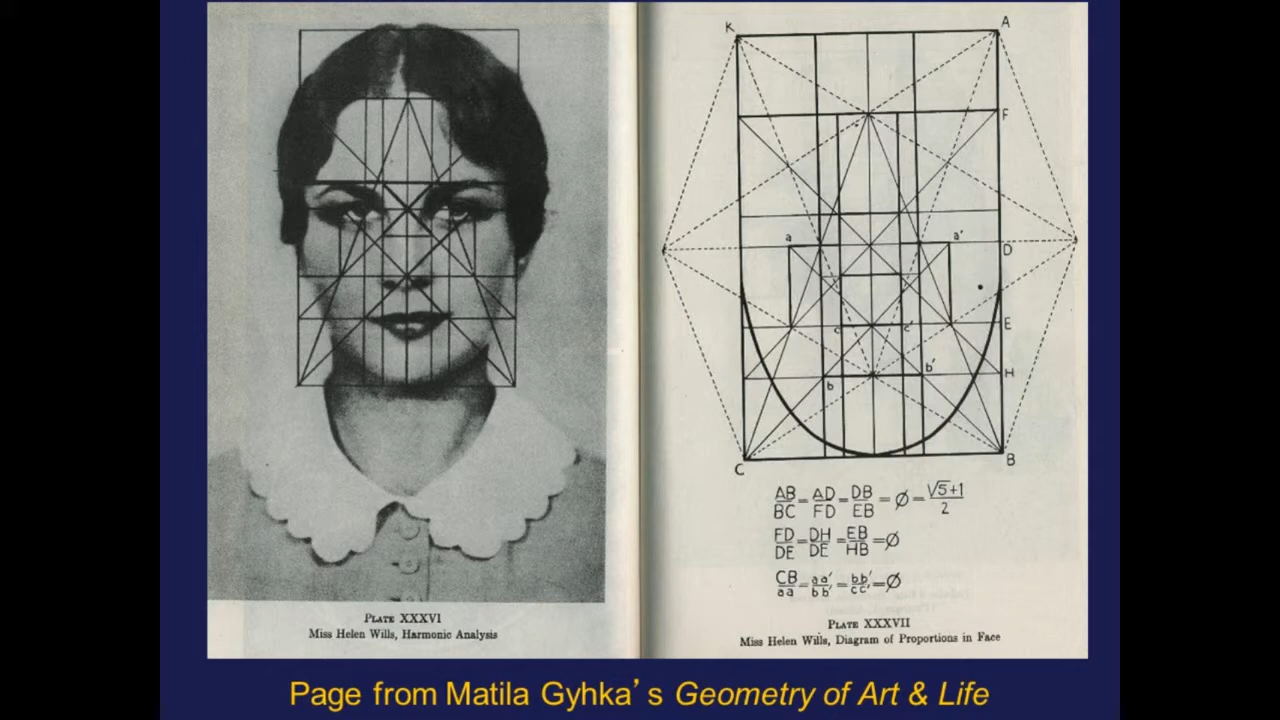 PLATE XXXVI
Miss Helen Wills, Harmonic Analysis
K
A
F
a
a'
D
c
c'
E
b
b'
H
C
B
AB/BC = AD/FD = DB/EB = ∅ = √5+1/2
FD/DE = DH/DE = EB/HB = ∅
CB/aa = aa'/bb' = bb'/cc' = ∅
PLATE XXXVII
Miss Helen Wills, Diagram of Proportions in Face
Page from Matila Gyhka's Geometry of Art & Life